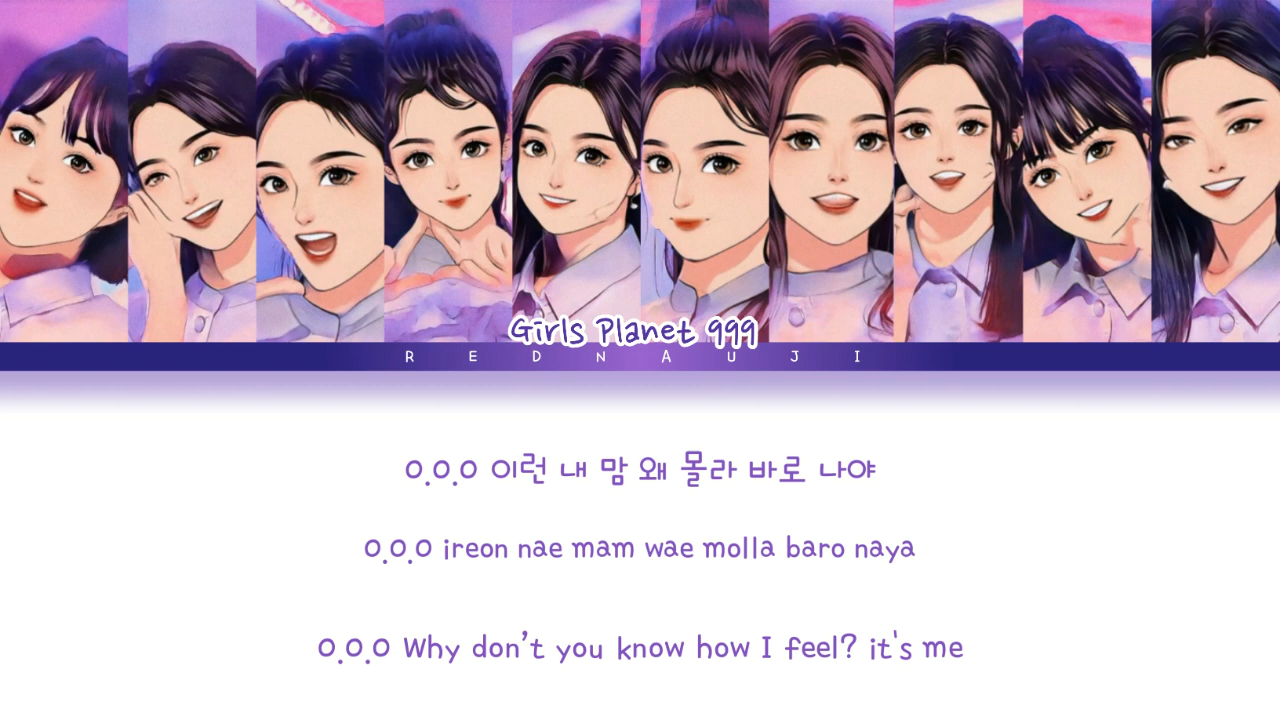 Girls Planet 999
R E D N A U J I
O.O.O 이런 내 맘 왜 몰라 바로 나야
O.O.O ireon nae mam wae molla baro naya
O.O.O Why don’t you know how I feel? it's me